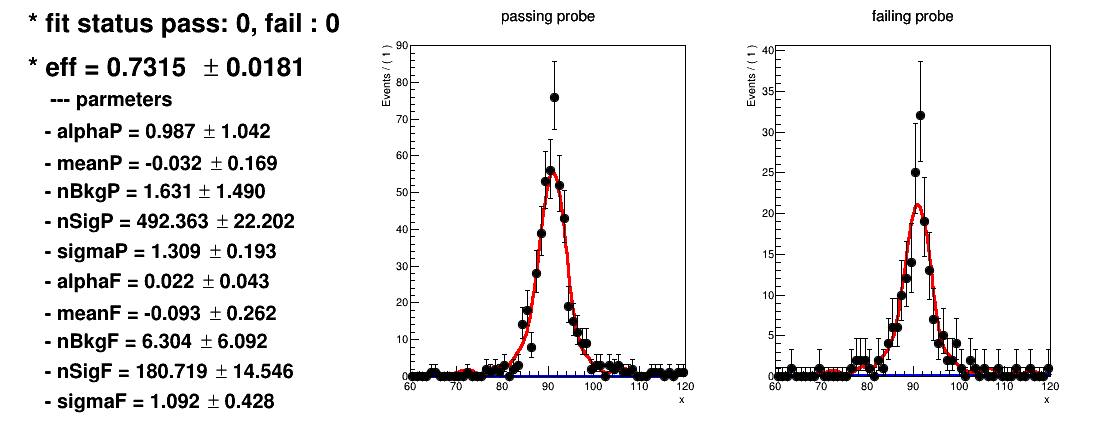 * fit status pass: 0, fail : 0
* eff = 0.7315 ± 0.0181
--- parmeters
- alphaP = 0.987 ± 1.042
- meanP = -0.032 ± 0.169
- nBkgP = 1.631 ± 1.490
- nSigP = 492.363 ± 22.202
- sigmaP = 1.309 ± 0.193
- alphaF = 0.022 ± 0.043
- meanF = -0.093 ± 0.262
- nBkgF = 6.304 ± 6.092
- nSigF = 180.719 ± 14.546
- sigmaF = 1.092 ± 0.428
passing probe
Events / ( 1 )
90
80
70
60
50
40
30
20
10
0
60 70 80 90 100 110 120
x
failing probe
Events / ( 1 )
40
35
30
25
20
15
10
5
0
60 70 80 90 100 110 120
x